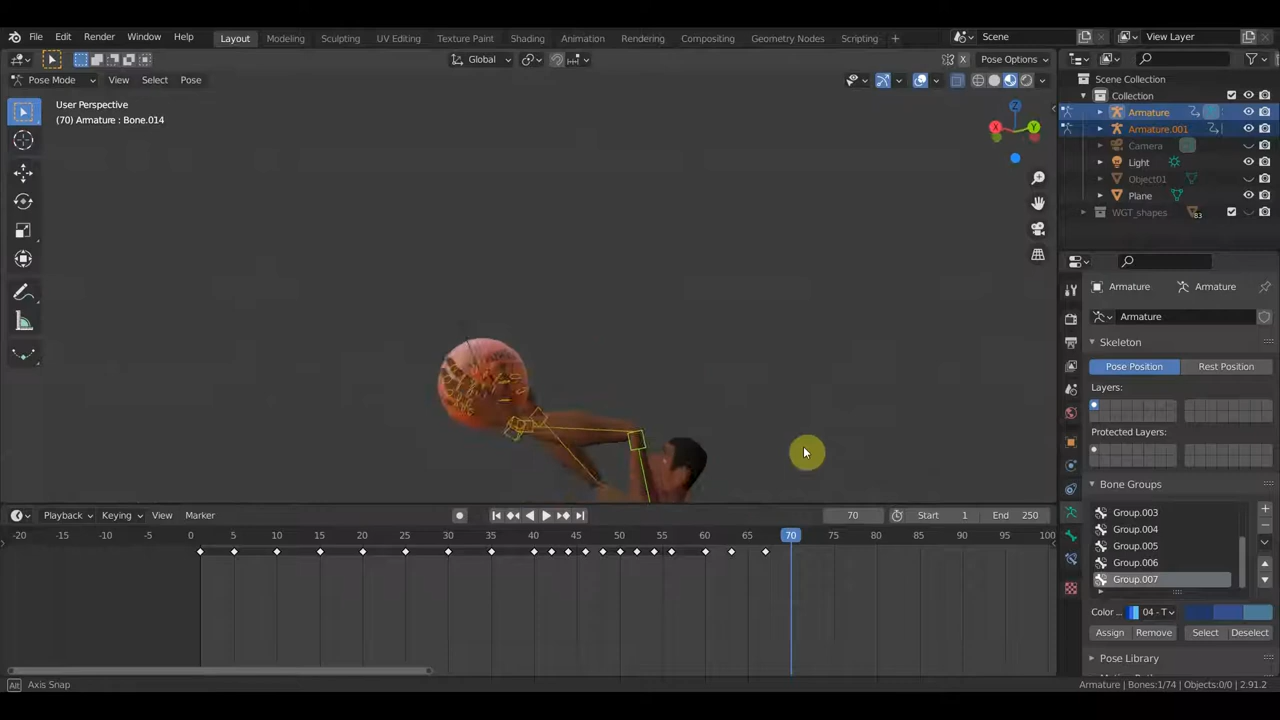 File Edit Render Window Help Layout Modeling Sculpting UV Editing Texture Paint Shading Animation Rendering Compositing Geometry Nodes Scripting + Scene View Layer
Global X Pose Options
Pose Mode View Select Pose
User Perspective
(70) Armature : Bone.014
X Y Z
Scene Collection
Collection
Armature
Armature.001
Camera
Light
Object01
Plane
WGT_shapes 83
Armature Armature
Armature
Skeleton
Pose Position Rest Position
Layers:
Protected Layers:
Bone Groups
Group.003
Group.004
Group.005
Group.006
Group.007
Color ... 04 - T
Assign Remove Select Deselect
Pose Library
Playback Keying View Marker 70 Start 1 End 250
-20 -15 -10 -5 0 5 10 15 20 25 30 35 40 45 50 55 60 65 70 75 80 85 90 95 100
Alt Axis Snap Armature | Bones:1/74 | Objects:0/0 | 2.91.2